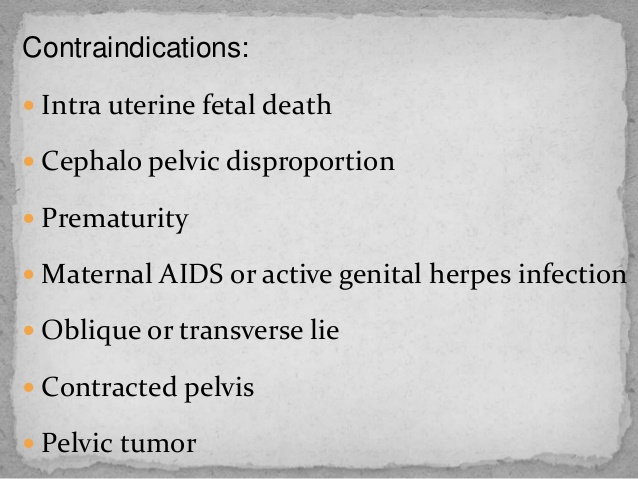 Contraindications:
Intra uterine fetal death
Cephalo pelvic disproportion
Prematurity
Maternal AIDS or active genital herpes infection
Oblique or transverse lie
Contracted pelvis
Pelvic tumor